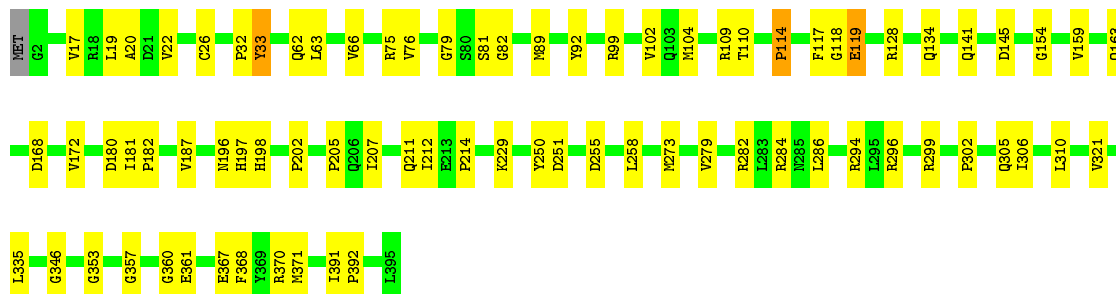 MET G2 V17 R18 L19 A20 D21 V22 C26 P32 Y33 Q62 L63 V66 R75 V76 G79 S80 S81 G82 M89 Y92 R99 V102 Q103 M104 R109 T110 P114 F117 G118 E119 R128 Q134 Q141 D145 G154 V159 Q163
D168 V172 D180 I181 P182 V187 N196 H197 H198 P202 P205 Q206 I207 Q211 I212 E213 P214 K229 Y250 D251 D255 L258 M273 V279 R282 L283 R284 N285 L286 R294 L295 R296 R299 P302 Q305 I306 L310 V321
L335 G346 G353 G357 G360 E361 E367 F368 Y369 R370 M371 I391 P392 L395